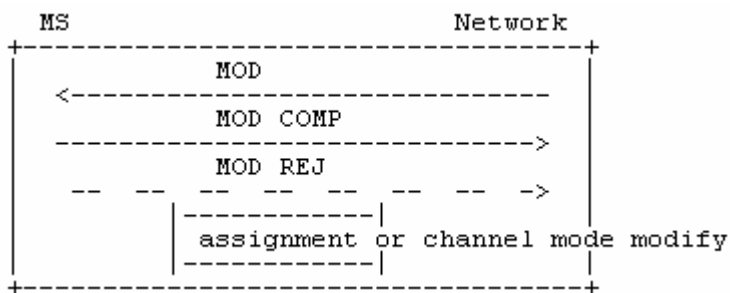 MS Network
MOD
MOD COMP
MOD REJ
assignment or channel mode modify